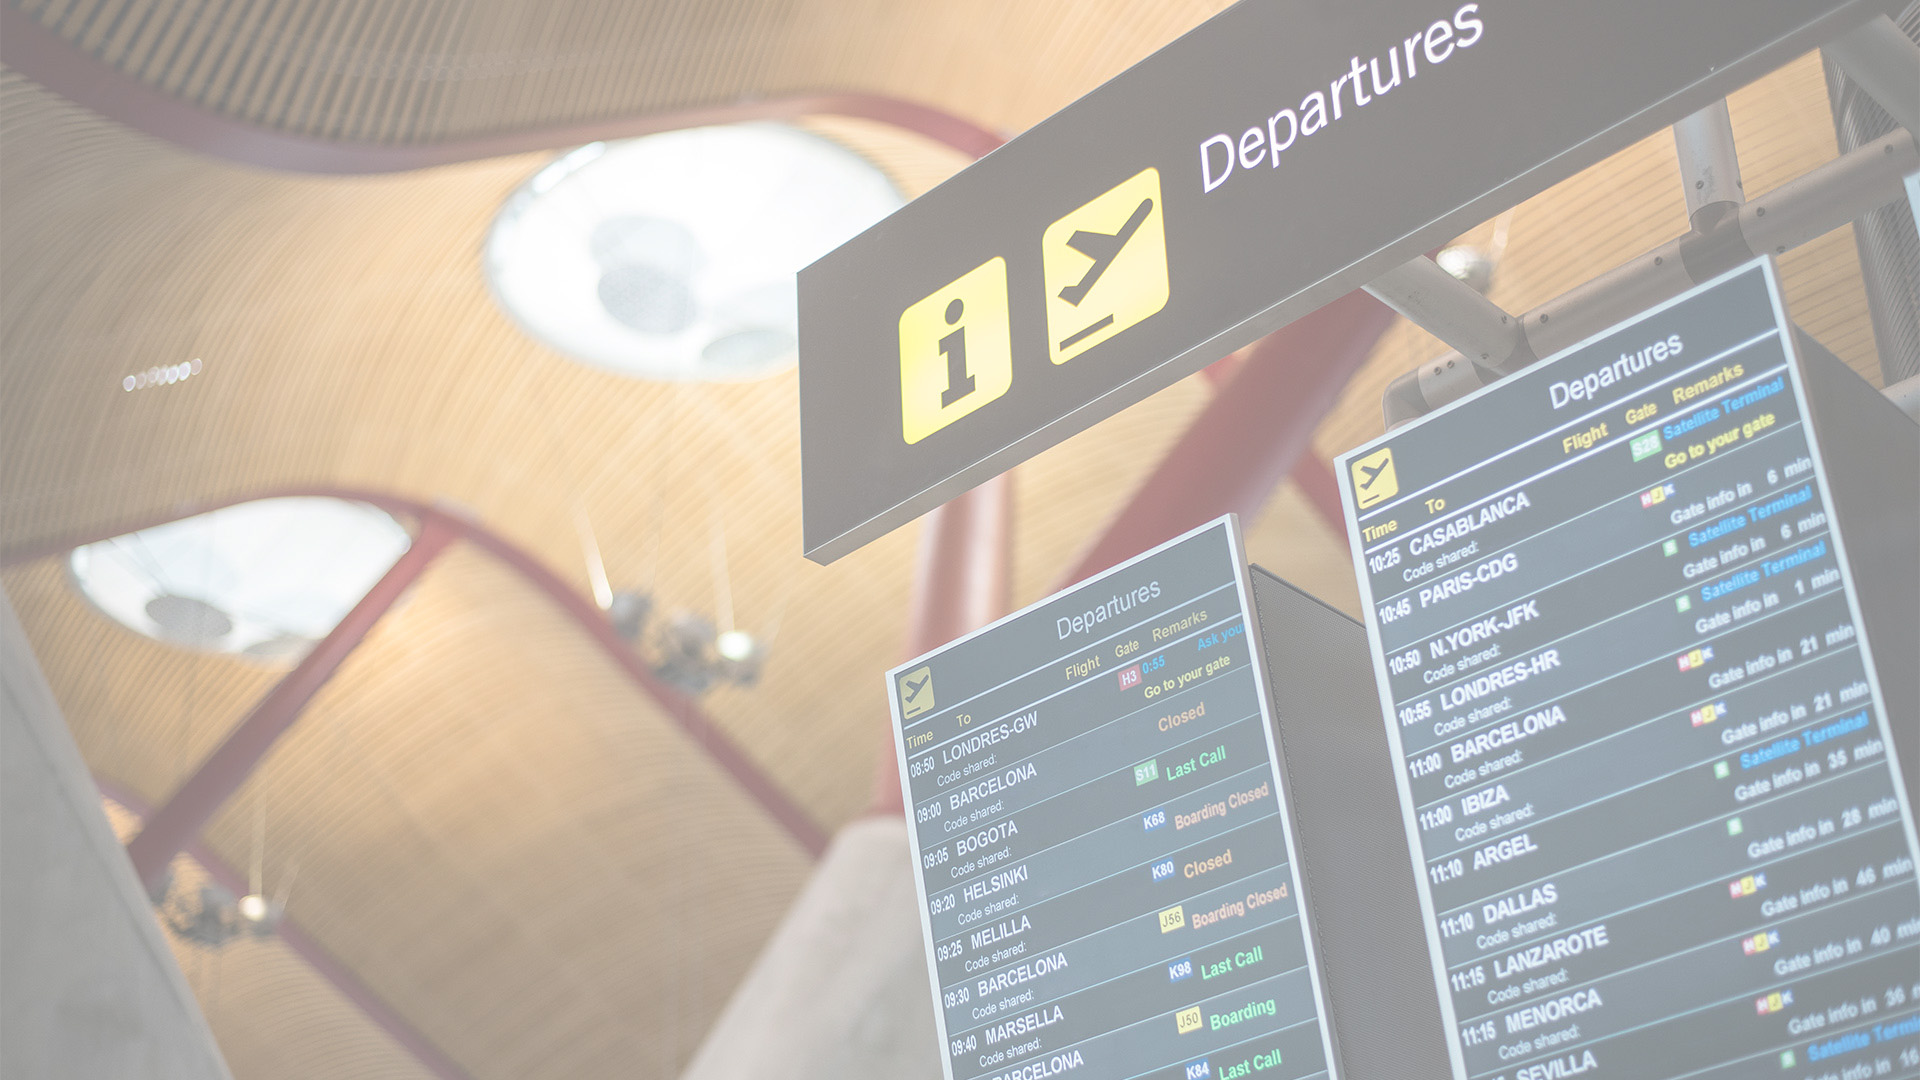 Departures
Departures
Time To Flight Gate Remarks
08:50 LONDRES-GW H3 0:55 Ask you
Code shared: Go to your gate
09:00 BARCELONA Closed
Code shared:
09:05 BOGOTA S11 Last Call
Code shared:
09:20 HELSINKI K68 Boarding Closed
Code shared:
09:25 MELILLA K80 Closed
Code shared:
09:30 BARCELONA J56 Boarding Closed
Code shared:
09:40 MARSELLA K98 Last Call
Code shared:
BARCELONA J50 Boarding
K84 Last Call
Departures
Time To Flight Gate Remarks
10:25 CASABLANCA S28 Satellite Terminal
Code shared: Go to your gate
10:45 PARIS-CDG HJK Gate info in 6 min
10:50 N.YORK-JFK Satellite Terminal
Code shared: Gate info in 6 min
10:55 LONDRES-HR Satellite Terminal
Code shared: Gate info in 1 min
11:00 BARCELONA HJK Gate info in 21 min
Code shared:
11:00 IBIZA HJK Gate info in 21 min
Code shared:
11:10 ARGEL Satellite Terminal
Gate info in 35 min
11:10 DALLAS Gate info in 28 min
Code shared:
11:15 LANZAROTE HJK Gate info in 46 min
Code shared:
11:15 MENORCA HJK Gate info in 40 min
Code shared:
SEVILLA HJK Gate info in 36
Satellite